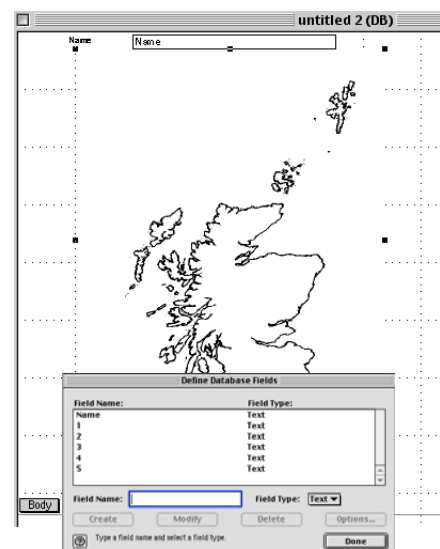 untitled 2 (DB)
Name Name
Define Database Fields
Field Name: Field Type:
Name Text
1 Text
2 Text
3 Text
4 Text
5 Text
Body
Field Name: Field Type: Text
Create Modify Delete Options...
Type a field name and select a field type.
Done